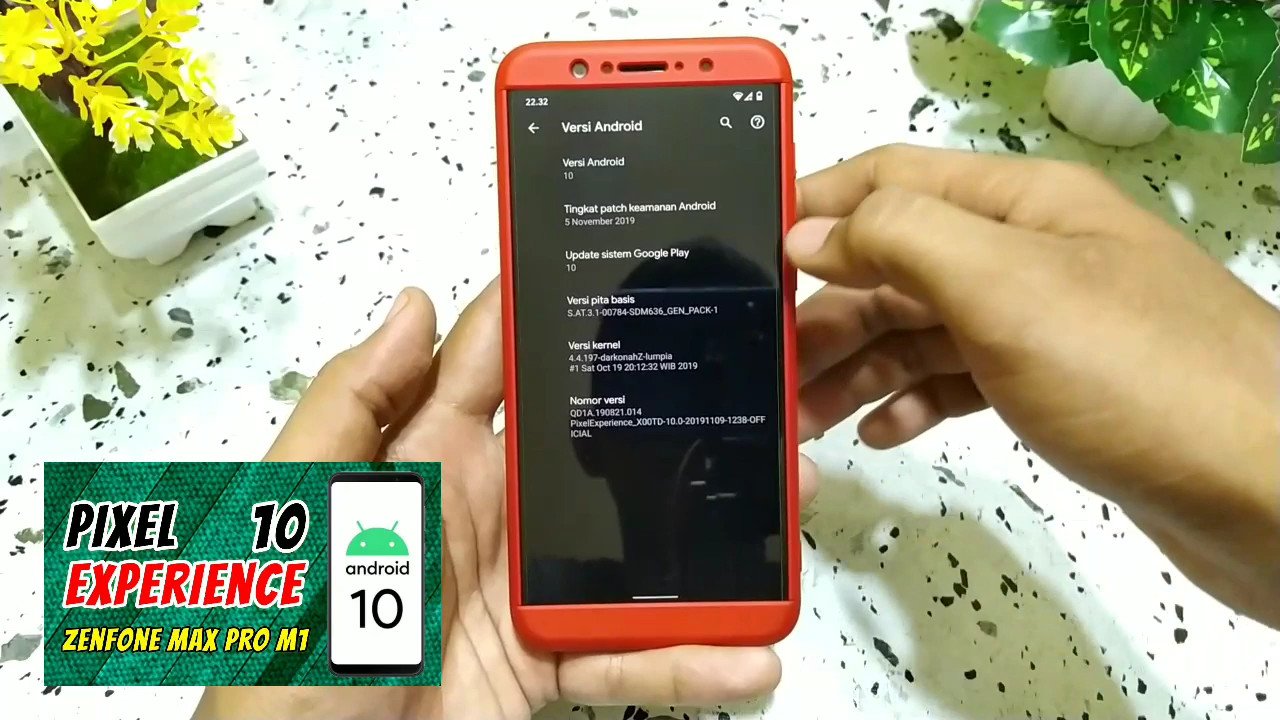 22.32
Versi Android
Versi Android
10
Tingkat patch keamanan Android
5 November 2019
Update sistem Google Play
10
Versi pita basis
S.AT.3.1-00784-SDM636_GEN_PACK-1
Versi kernel
4.4.197-darkonahZ-lumpia
#1 Sat Oct 19 20:12:32 WIB 2019
Nomor versi
QD1A.190821.014
PixelExperience_X00TD-10.0-20191109-1238-OFF
ICIAL
PIXEL 10
EXPERIENCE
ZENFONE MAX PRO M1
android
10